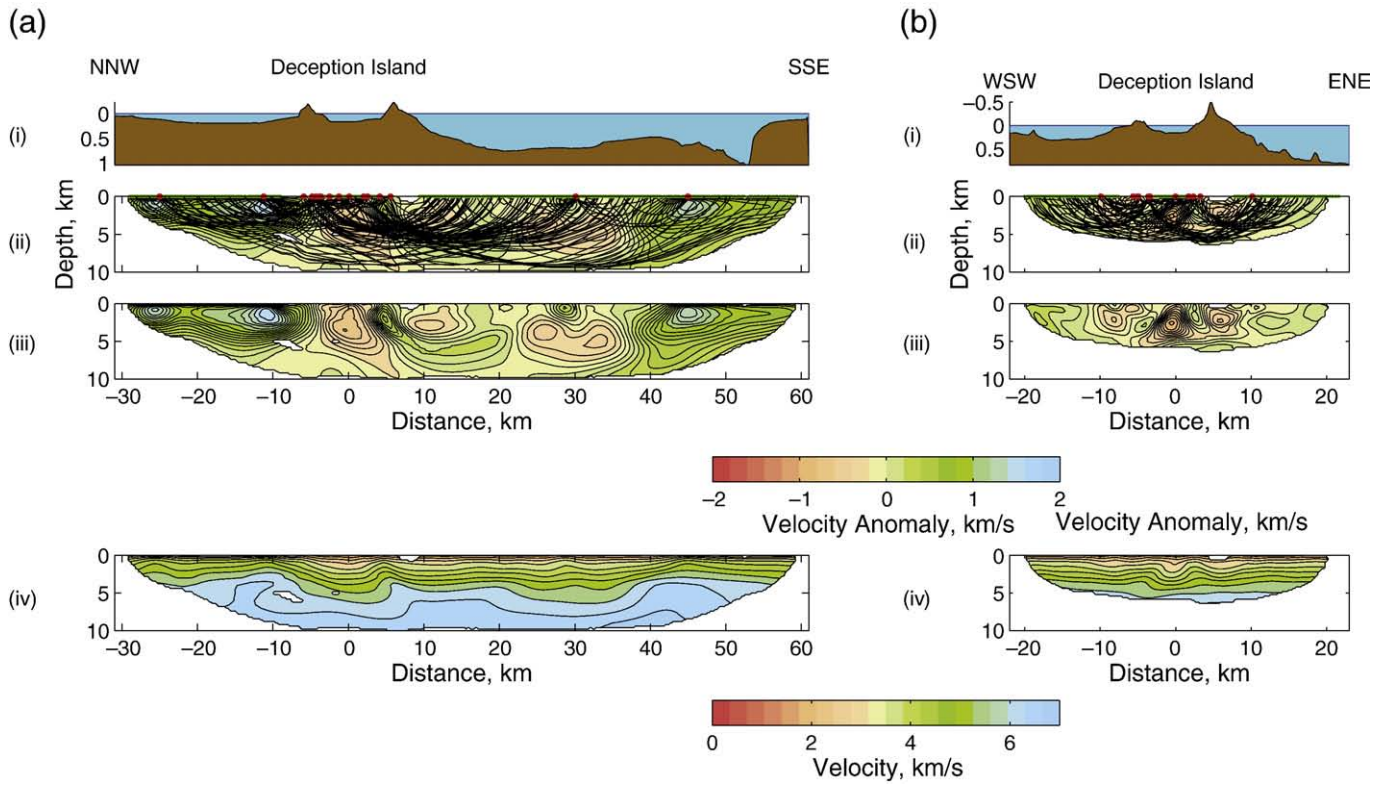 (a)
(b)
NNW Deception Island SSE
WSW Deception Island ENE
(i)
0
0.5
1
(i)
−0.5
0
0.5
Depth, km
(ii)
0
5
10
(ii)
0
5
10
(iii)
0
5
10
−30 −20 −10 0 10 20 30 40 50 60
Distance, km
(iii)
0
5
10
−20 −10 0 10 20
Distance, km
−2 −1 0 1 2
Velocity Anomaly, km/s Velocity Anomaly, km/s
(iv)
0
5
10
−30 −20 −10 0 10 20 30 40 50 60
Distance, km
(iv)
0
5
10
−20 −10 0 10 20
Distance, km
0 2 4 6
Velocity, km/s